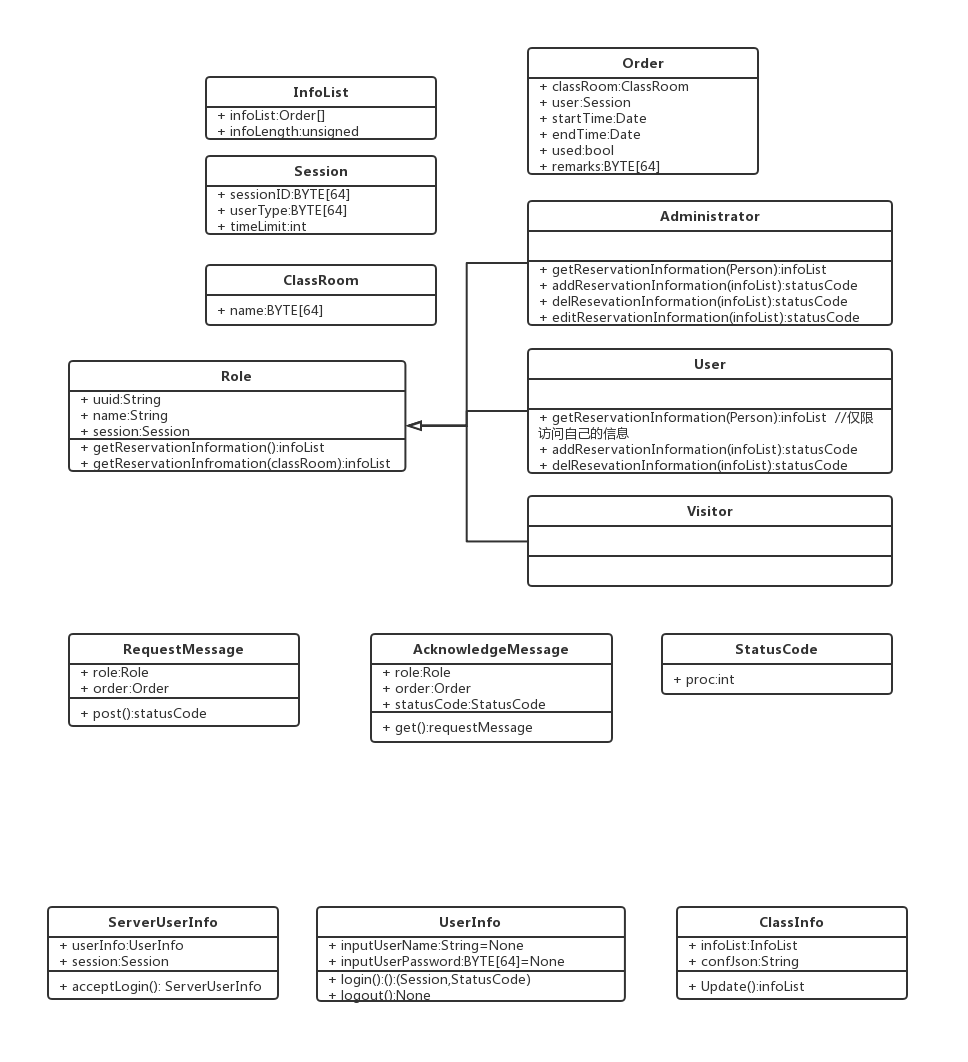 InfoList
+ infoList:Order[]
+ infoLength:unsigned
Order
+ classRoom:ClassRoom
+ user:Session
+ startTime:Date
+ endTime:Date
+ used:bool
+ remarks:BYTE[64]
Session
+ sessionID:BYTE[64]
+ userType:BYTE[64]
+ timeLimit:int
ClassRoom
+ name:BYTE[64]
Administrator
+ getReservationInformation(Person):infoList
+ addReservationInformation(infoList):statusCode
+ delResevationInformation(infoList):statusCode
+ editReservationInformation(infoList):statusCode
Role
+ uuid:String
+ name:String
+ session:Session
+ getReservationInformation():infoList
+ getReservationInfromation(classRoom):infoList
User
+ getReservationInformation(Person):infoList  //仅限
访问自己的信息
+ addReservationInformation(infoList):statusCode
+ delResevationInformation(infoList):statusCode
Visitor
RequestMessage
+ role:Role
+ order:Order
+ post():statusCode
AcknowledgeMessage
+ role:Role
+ order:Order
+ statusCode:StatusCode
+ get():requestMessage
StatusCode
+ proc:int
ServerUserInfo
+ userInfo:UserInfo
+ session:Session
+ acceptLogin(): ServerUserInfo
UserInfo
+ inputUserName:String=None
+ inputUserPassword:BYTE[64]=None
+ login():():(Session,StatusCode)
+ logout():None
ClassInfo
+ infoList:InfoList
+ confJson:String
+ Update():infoList